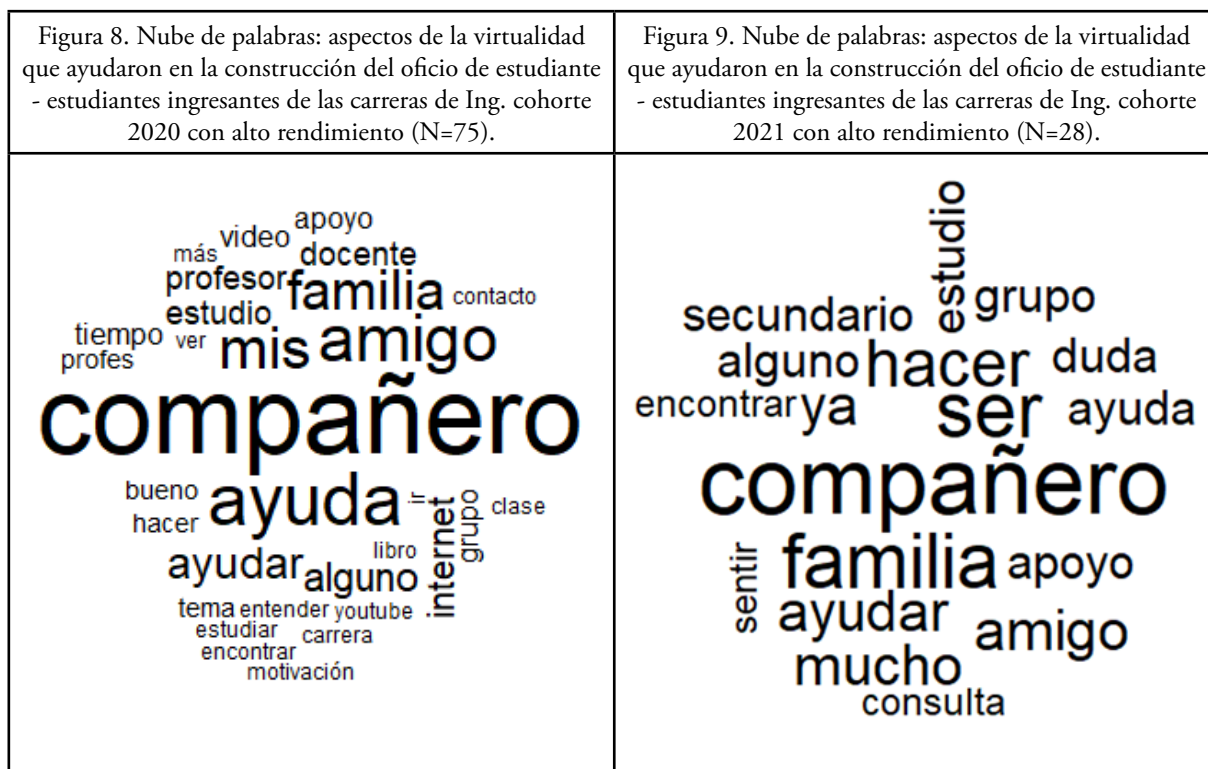 Figura 8. Nube de palabras: aspectos de la virtualidad
que ayudaron en la construcción del oficio de estudiante
- estudiantes ingresantes de las carreras de Ing. cohorte
2020 con alto rendimiento (N=75).
apoyo
video
más
docente
profesor
familia
contacto
estudio
tiempo
ver
mis
amigo
profes
compañero
bueno
ayuda
ir
internet
grupo
clase
hacer
libro
ayudar
alguno
tema
entender
youtube
estudiar
carrera
encontrar
motivación
Figura 9. Nube de palabras: aspectos de la virtualidad
que ayudaron en la construcción del oficio de estudiante
- estudiantes ingresantes de las carreras de Ing. cohorte
2021 con alto rendimiento (N=28).
estudio
secundario
grupo
alguno
hacer
duda
encontrar
ya
ser
ayuda
compañero
sentir
familia
apoyo
ayudar
amigo
mucho
consulta